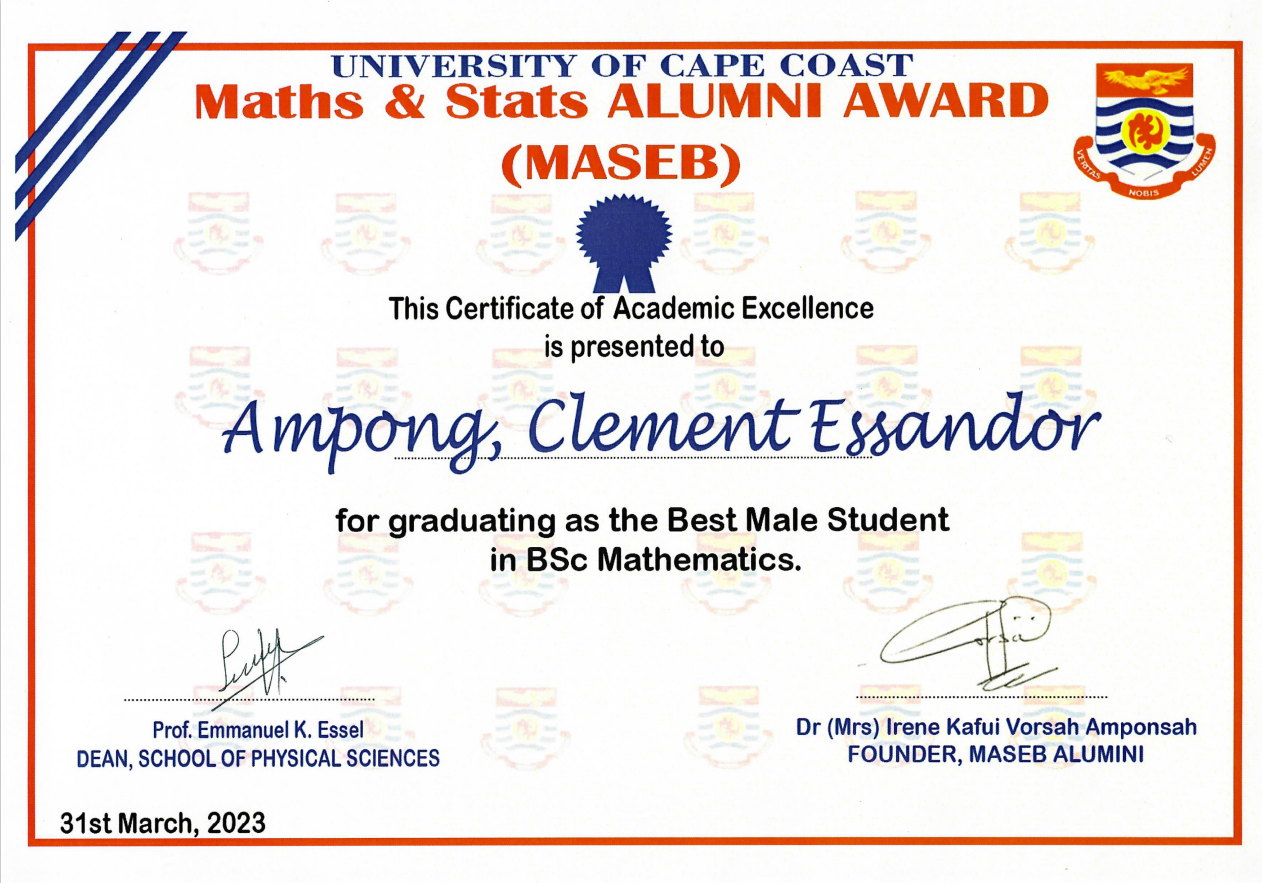 UNIVERSITY OF CAPE COAST
Maths & Stats ALUMNI AWARD
(MASEB)
VERITAS NOBIS LUMEN
This Certificate of Academic Excellence
is presented to
Ampong, Clement Essandor
for graduating as the Best Male Student
in BSc Mathematics.
Prof. Emmanuel K. Essel
DEAN, SCHOOL OF PHYSICAL SCIENCES
Dr (Mrs) Irene Kafui Vorsah Amponsah
FOUNDER, MASEB ALUMINI
31st March, 2023